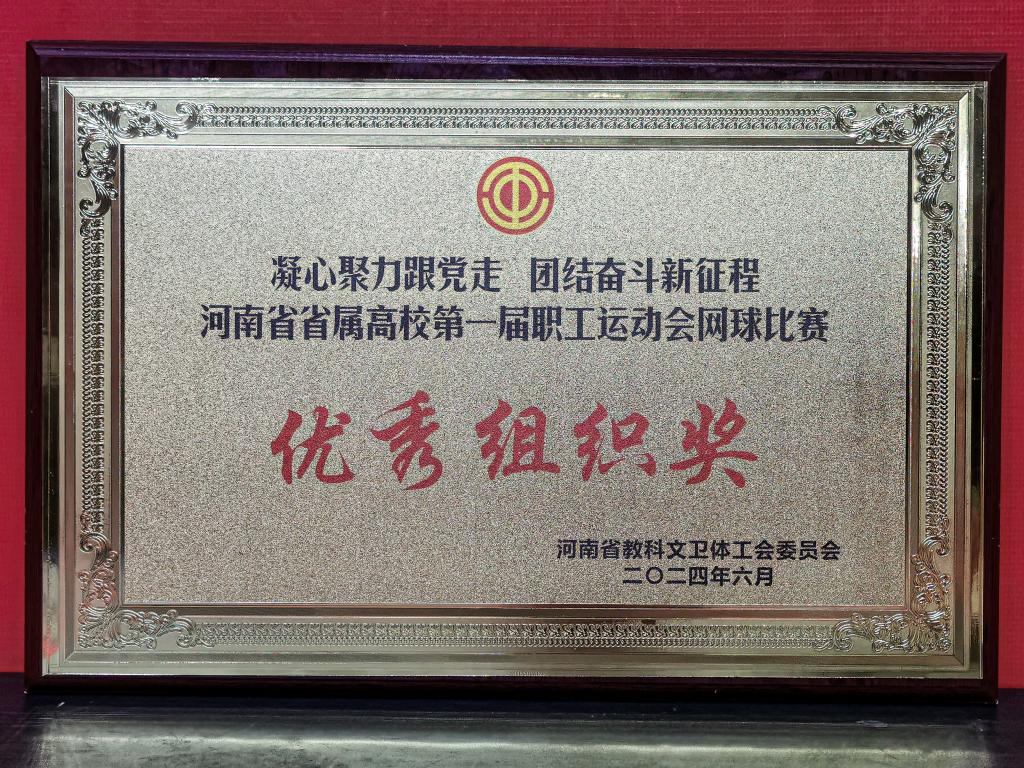 凝心聚力跟党走 团结奋斗新征程
河南省省属高校第一届职工运动会网球比赛
优秀组织奖
河南省教科文卫体工会委员会
二〇二四年六月